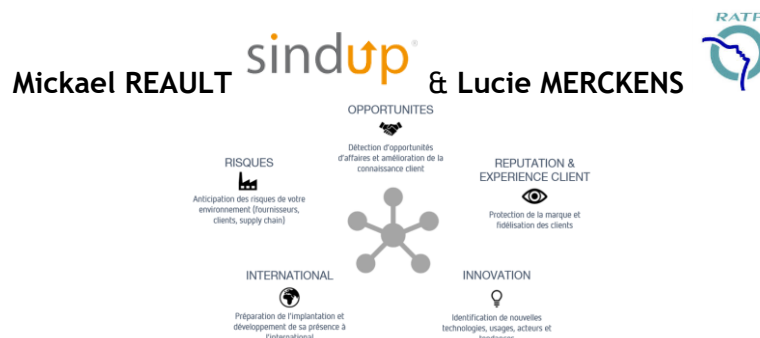 RATP
sindup
Mickael REAULT & Lucie MERCKENS
OPPORTUNITES
Détection d'opportunités
d'affaires et amélioration de la
connaissance client
RISQUES
Anticipation des risques de votre
environnement (fournisseurs,
clients, supply chain)
REPUTATION &
EXPERIENCE CLIENT
Protection de la marque et
fidélisation des clients
INTERNATIONAL
Préparation de l'implantation et
développement de sa présence à
l'international
INNOVATION
Identification de nouvelles
technologies, usages, acteurs et
tendances